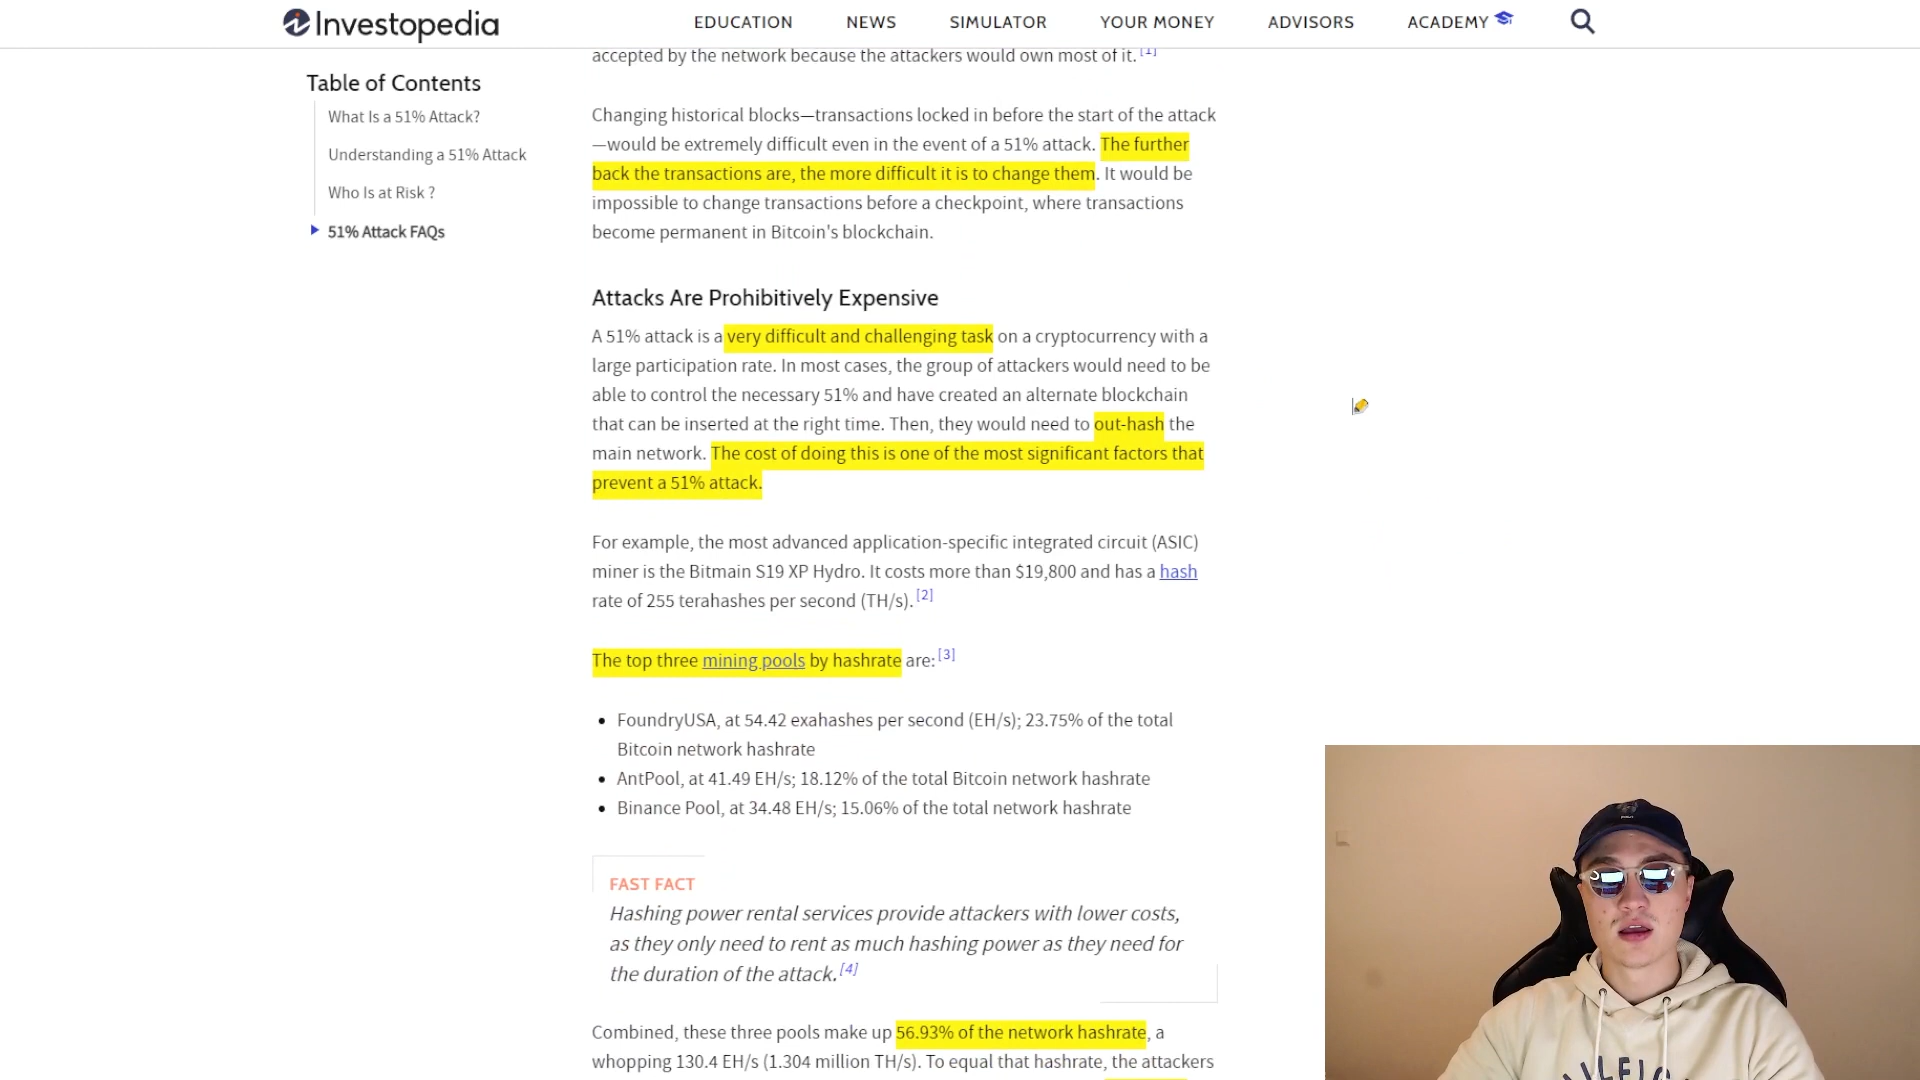 Investopedia
EDUCATION
NEWS
SIMULATOR
YOUR MONEY
ADVISORS
ACADEMY
Table of Contents
What Is a 51% Attack?
Understanding a 51% Attack
Who Is at Risk ?
51% Attack FAQs
accepted by the network because the attackers would own most of it. [1]
Changing historical blocks—transactions locked in before the start of the attack
—would be extremely difficult even in the event of a 51% attack. The further
back the transactions are, the more difficult it is to change them. It would be
impossible to change transactions before a checkpoint, where transactions
become permanent in Bitcoin's blockchain.
Attacks Are Prohibitively Expensive
A 51% attack is a very difficult and challenging task on a cryptocurrency with a
large participation rate. In most cases, the group of attackers would need to be
able to control the necessary 51% and have created an alternate blockchain
that can be inserted at the right time. Then, they would need to out-hash the
main network. The cost of doing this is one of the most significant factors that
prevent a 51% attack.
For example, the most advanced application-specific integrated circuit (ASIC)
miner is the Bitmain S19 XP Hydro. It costs more than $19,800 and has a hash
rate of 255 terahashes per second (TH/s). [2]
The top three mining pools by hashrate are: [3]
• FoundryUSA, at 54.42 exahashes per second (EH/s); 23.75% of the total
Bitcoin network hashrate
• AntPool, at 41.49 EH/s; 18.12% of the total Bitcoin network hashrate
• Binance Pool, at 34.48 EH/s; 15.06% of the total network hashrate
FAST FACT
Hashing power rental services provide attackers with lower costs,
as they only need to rent as much hashing power as they need for
the duration of the attack. [4]
Combined, these three pools make up 56.93% of the network hashrate, a
whopping 130.4 EH/s (1.304 million TH/s). To equal that hashrate, the attackers